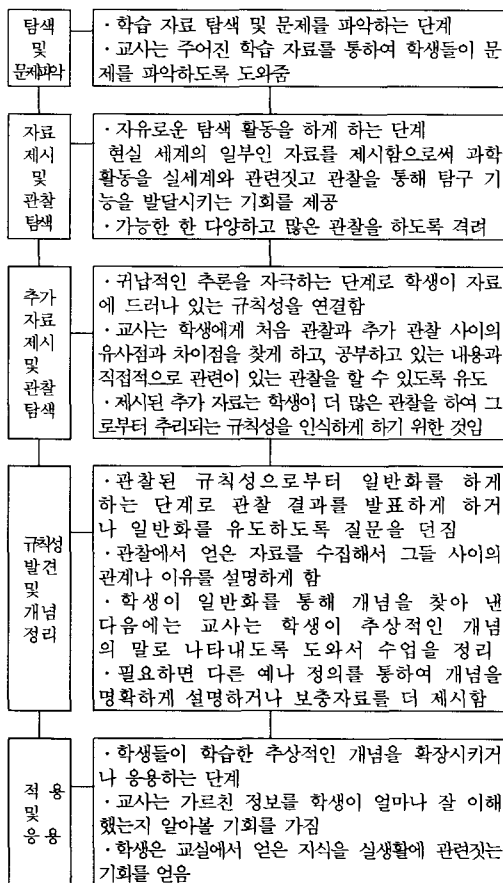 탐색
및
문제파악
· 학습 자료 탐색 및 문제를 파악하는 단계
· 교사는 주어진 학습 자료를 통하여 학생들이 문
제를 파악하도록 도와줌
자료
제시
및
관찰
탐색
· 자유로운 탐색 활동을 하게 하는 단계
현실 세계의 일부인 자료를 제시함으로써 과학
활동을 실세계와 관련짓고 관찰을 통해 탐구 기
능을 발달시키는 기회를 제공
· 가능한 한 다양하고 많은 관찰을 하도록 격려
추가
자료
제시
및
관찰
탐색
· 귀납적인 추론을 자극하는 단계로 학생이 자료
에 드러나 있는 규칙성을 연결함
· 교사는 학생에게 처음 관찰과 추가 관찰 사이의
유사점과 차이점을 찾게 하고, 공부하고 있는 내용과
직접적으로 관련이 있는 관찰을 할 수 있도록 유도
· 제시된 추가 자료는 학생이 더 많은 관찰을 하여 그
로부터 추리되는 규칙성을 인식하게 하기 위한 것임
규칙성
발견
및
개념
정리
· 관찰된 규칙성으로부터 일반화를 하게
하는 단계로 관찰 결과를 발표하게 하거
나 일반화를 유도하도록 질문을 던짐
· 관찰에서 얻은 자료를 수집해서 그들 사이의
관계나 이유를 설명하게 함
· 학생이 일반화를 통해 개념을 찾아 낸
다음에는 교사는 학생이 추상적인 개념
의 말로 나타내도록 도와서 수업을 정리
· 필요하면 다른 예나 정의를 통하여 개념을
명확하게 설명하거나 보충자료를 더 제시함
적 용
및
응 용
· 학생들이 학습한 추상적인 개념을 확장시키거
나 응용하는 단계
· 교사는 가르친 정보를 학생이 얼마나 잘 이해
했는지 알아볼 기회를 가짐
· 학생은 교실에서 얻은 지식을 실생활에 관련짓는
기회를 얻음